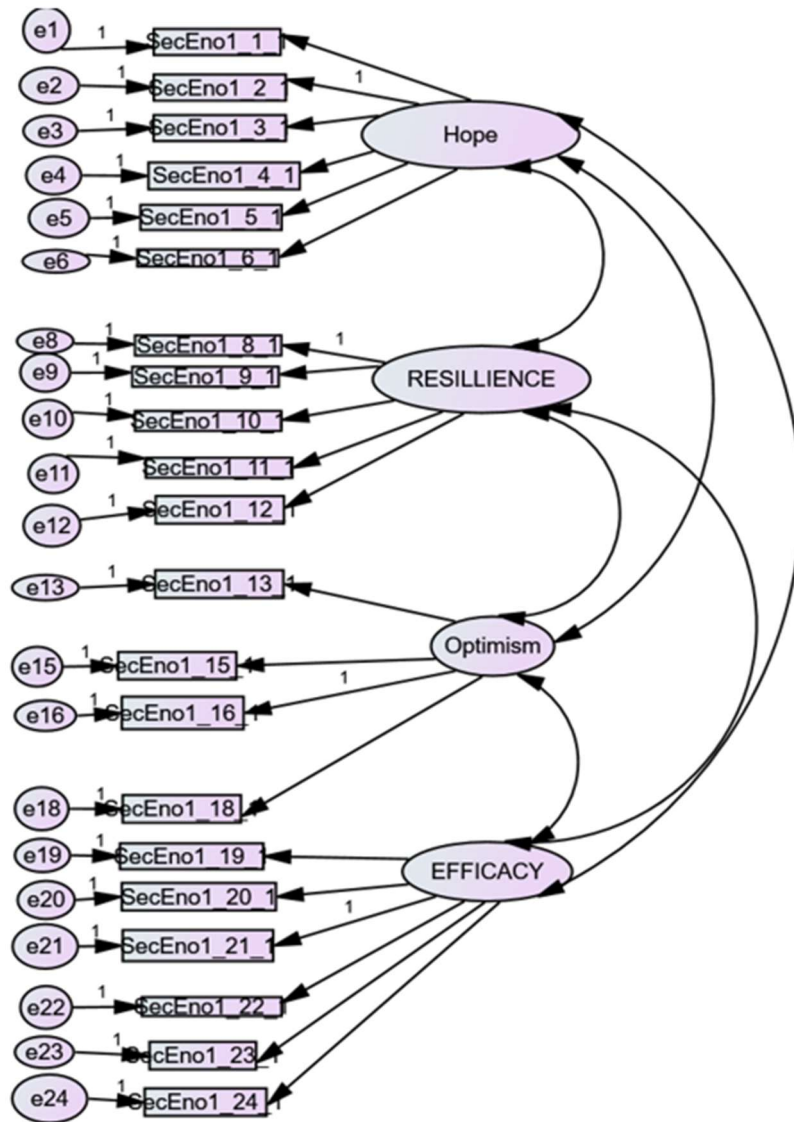 e1 1 SecEno1_1_1
e2 1 SecEno1_2_1 1
e3 1 SecEno1_3_1
Hope
e4 1 SecEno1_4_1
e5 1 SecEno1_5_1
e6 1 SecEno1_6_1
e8 1 SecEno1_8_1 1
e9 1 SecEno1_9_1
RESILLIENCE
e10 1 SecEno1_10_1
e11 1 SecEno1_11_1
e12 1 SecEno1_12_1
e13 1 SecEno1_13_1
Optimism
e15 1 SecEno1_15_1
e16 1 SecEno1_16_1 1
e18 1 SecEno1_18_1
e19 1 SecEno1_19_1
EFFICACY
e20 1 SecEno1_20_1
e21 1 SecEno1_21_1 1
e22 1 SecEno1_22_1
e23 1 SecEno1_23_1
e24 1 SecEno1_24_1